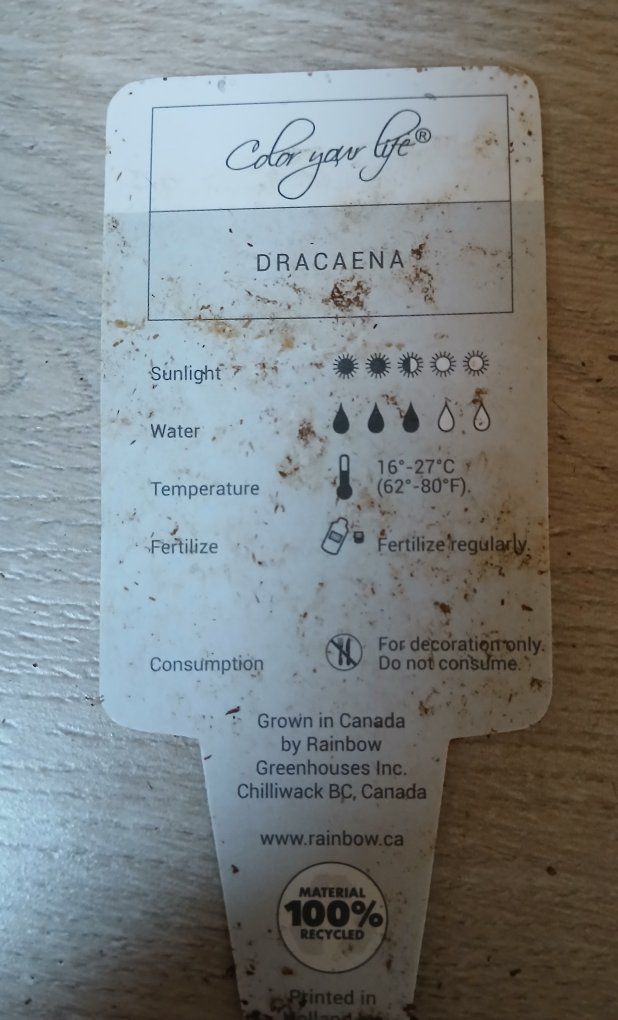 Color your life®
DRACAENA
Sunlight
Water
Temperature 16°-27°C
(62°-80°F).
Fertilize Fertilize regularly.
Consumption For decoration only.
Do not consume.
Grown in Canada
by Rainbow
Greenhouses Inc.
Chilliwack BC, Canada
www.rainbow.ca
MATERIAL
100%
RECYCLED
Printed in